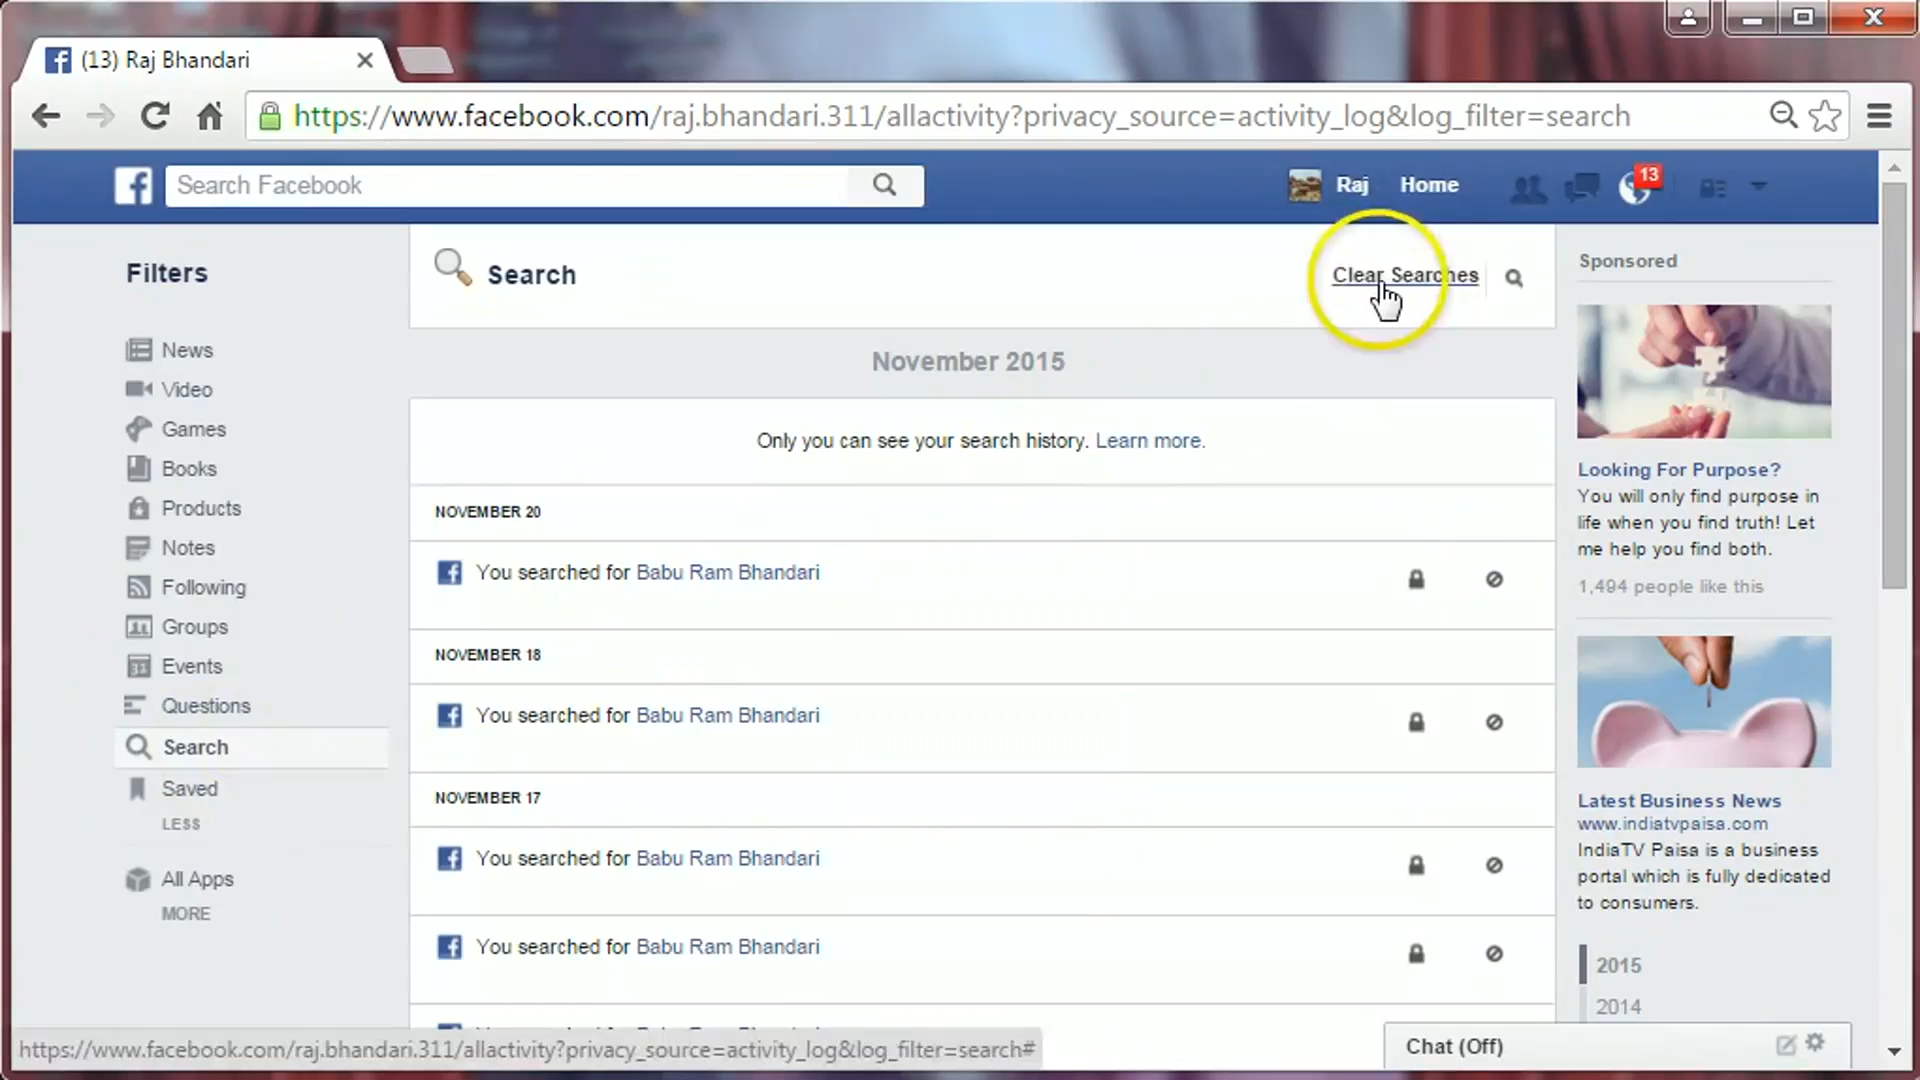 (13) Raj Bhandari
https://www.facebook.com/raj.bhandari.311/allactivity?privacy_source=activity_log&log_filter=search
Search Facebook
Raj
Home
13
Filters
News
Video
Games
Books
Products
Notes
Following
Groups
Events
Questions
Search
Saved
LESS
All Apps
MORE
Search
Clear Searches
November 2015
Only you can see your search history. Learn more.
NOVEMBER 20
You searched for Babu Ram Bhandari
NOVEMBER 18
You searched for Babu Ram Bhandari
NOVEMBER 17
You searched for Babu Ram Bhandari
You searched for Babu Ram Bhandari
Sponsored
Looking For Purpose?
You will only find purpose in
life when you find truth! Let
me help you find both.
1,494 people like this
Latest Business News
www.indiatvpaisa.com
IndiaTV Paisa is a business
portal which is fully dedicated
to consumers.
2015
2014
Chat (Off)
https://www.facebook.com/raj.bhandari.311/allactivity?privacy_source=activity_log&log_filter=search#